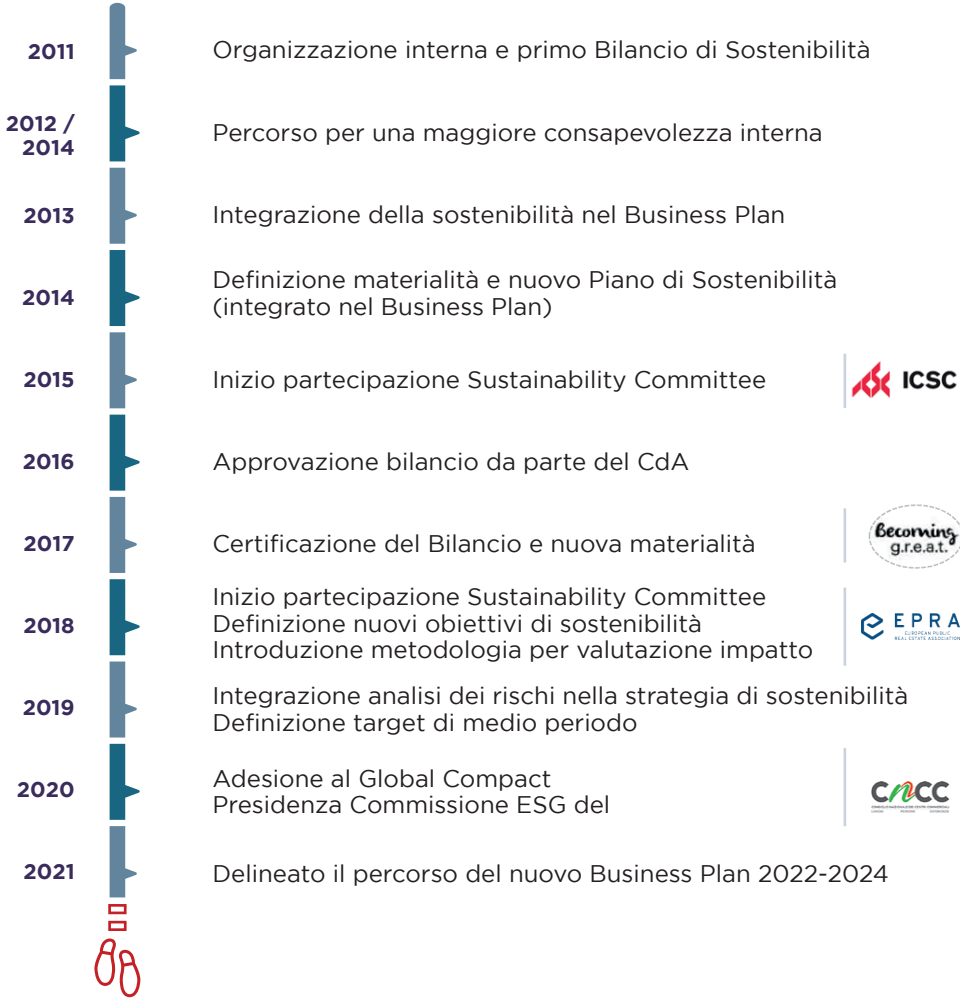 2011
Organizzazione interna e primo Bilancio di Sostenibilità
2012 /
2014
Percorso per una maggiore consapevolezza interna
2013
Integrazione della sostenibilità nel Business Plan
2014
Definizione materialità e nuovo Piano di Sostenibilità
(integrato nel Business Plan)
2015
Inizio partecipazione Sustainability Committee
ICSC
2016
Approvazione bilancio da parte del CdA
2017
Certificazione del Bilancio e nuova materialità
Becoming
g.r.e.a.t.
2018
Inizio partecipazione Sustainability Committee
Definizione nuovi obiettivi di sostenibilità
Introduzione metodologia per valutazione impatto
EPRA
EUROPEAN PUBLIC
REAL ESTATE ASSOCIATION
2019
Integrazione analisi dei rischi nella strategia di sostenibilità
Definizione target di medio periodo
2020
Adesione al Global Compact
Presidenza Commissione ESG del
CNCC
CONSIGLIO NAZIONALE DEI CENTRI COMMERCIALI
2021
Delineato il percorso del nuovo Business Plan 2022-2024